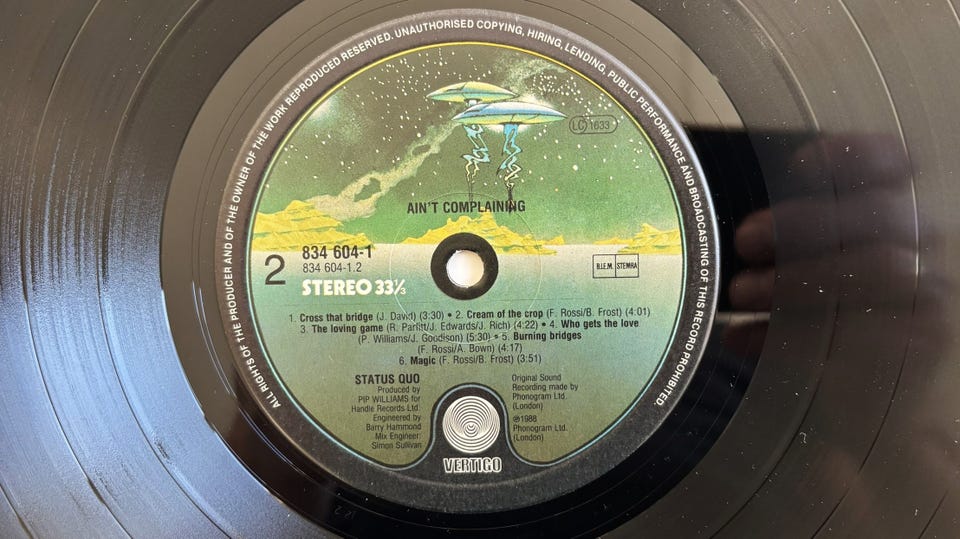 ALL RIGHTS OF THE PRODUCER AND OF THE OWNER OF THE WORK REPRODUCED RESERVED. UNAUTHORISED COPYING, HIRING, LENDING, PUBLIC PERFORMANCE AND BROADCASTING OF THIS RECORD PROHIBITED.
LC 1633
AIN'T COMPLAINING
2
834 604-1
834 604-1.2
STEREO 33⅓
B.I.E.M. STEMRA
1. Cross that bridge (J. David) (3:30) • 2. Cream of the crop (F. Rossi/B. Frost) (4:01)
3. The loving game (R. Parfitt/J. Edwards/J. Rich) (4:22) • 4. Who gets the love
(P. Williams/J. Goodison) (5:30) • 5. Burning bridges
(F. Rossi/A. Bown) (4:17)
6. Magic (F. Rossi/B. Frost) (3:51)
STATUS QUO
Produced by
PIP WILLIAMS for
Handle Records Ltd.
Engineered by
Barry Hammond
Mix Engineer:
Simon Sullivan
Original Sound
Recording made by
Phonogram Ltd.
(London)
℗1988
Phonogram Ltd.
(London)
VERTIGO